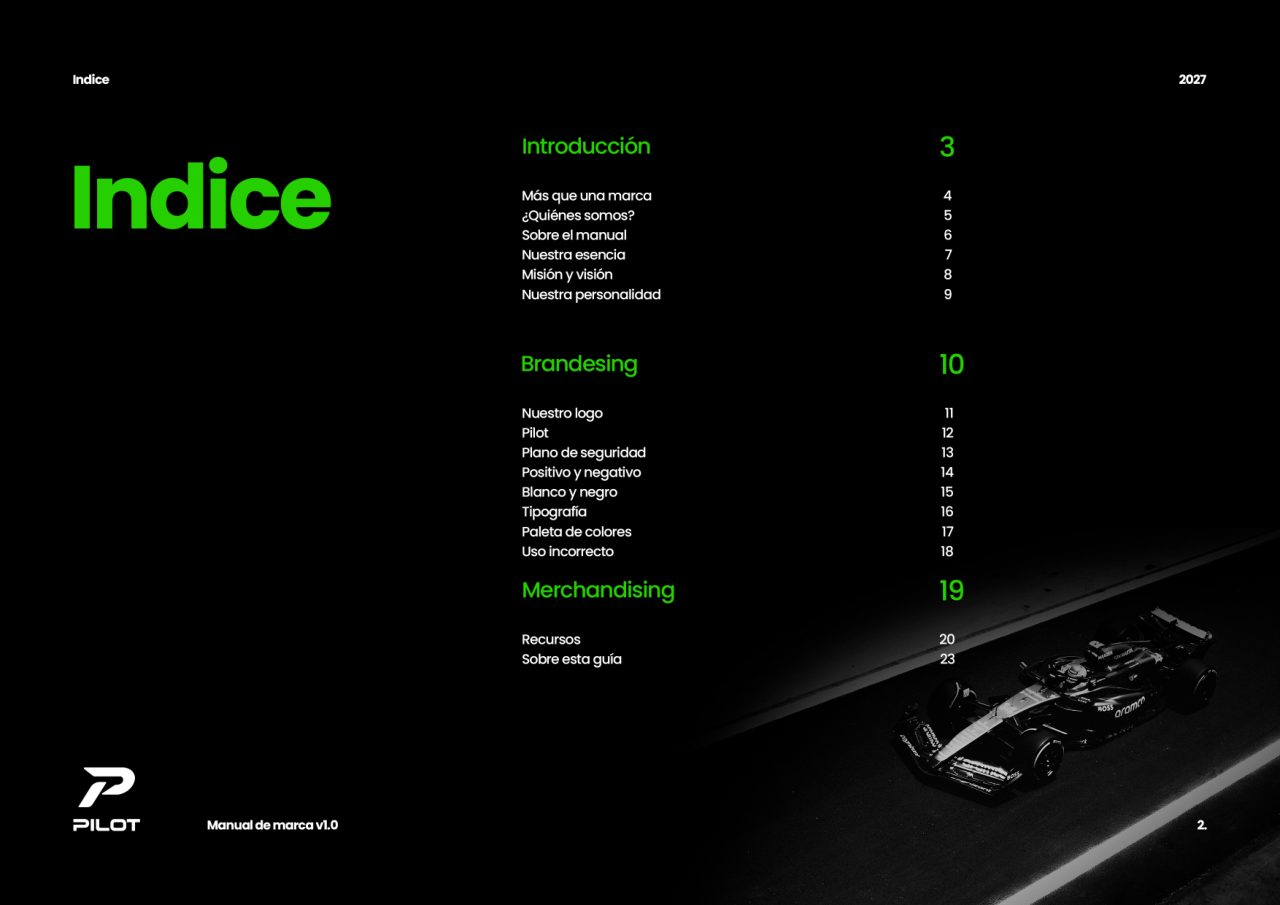 Indice
2027
Indice
Introducción 3
Más que una marca 4
¿Quiénes somos? 5
Sobre el manual 6
Nuestra esencia 7
Misión y visión 8
Nuestra personalidad 9
Brandesing 10
Nuestro logo 11
Pilot 12
Plano de seguridad 13
Positivo y negativo 14
Blanco y negro 15
Tipografía 16
Paleta de colores 17
Uso incorrecto 18
Merchandising 19
Recursos 20
Sobre esta guía 23
BOSS aramco
PILOT
Manual de marca v1.0
2.